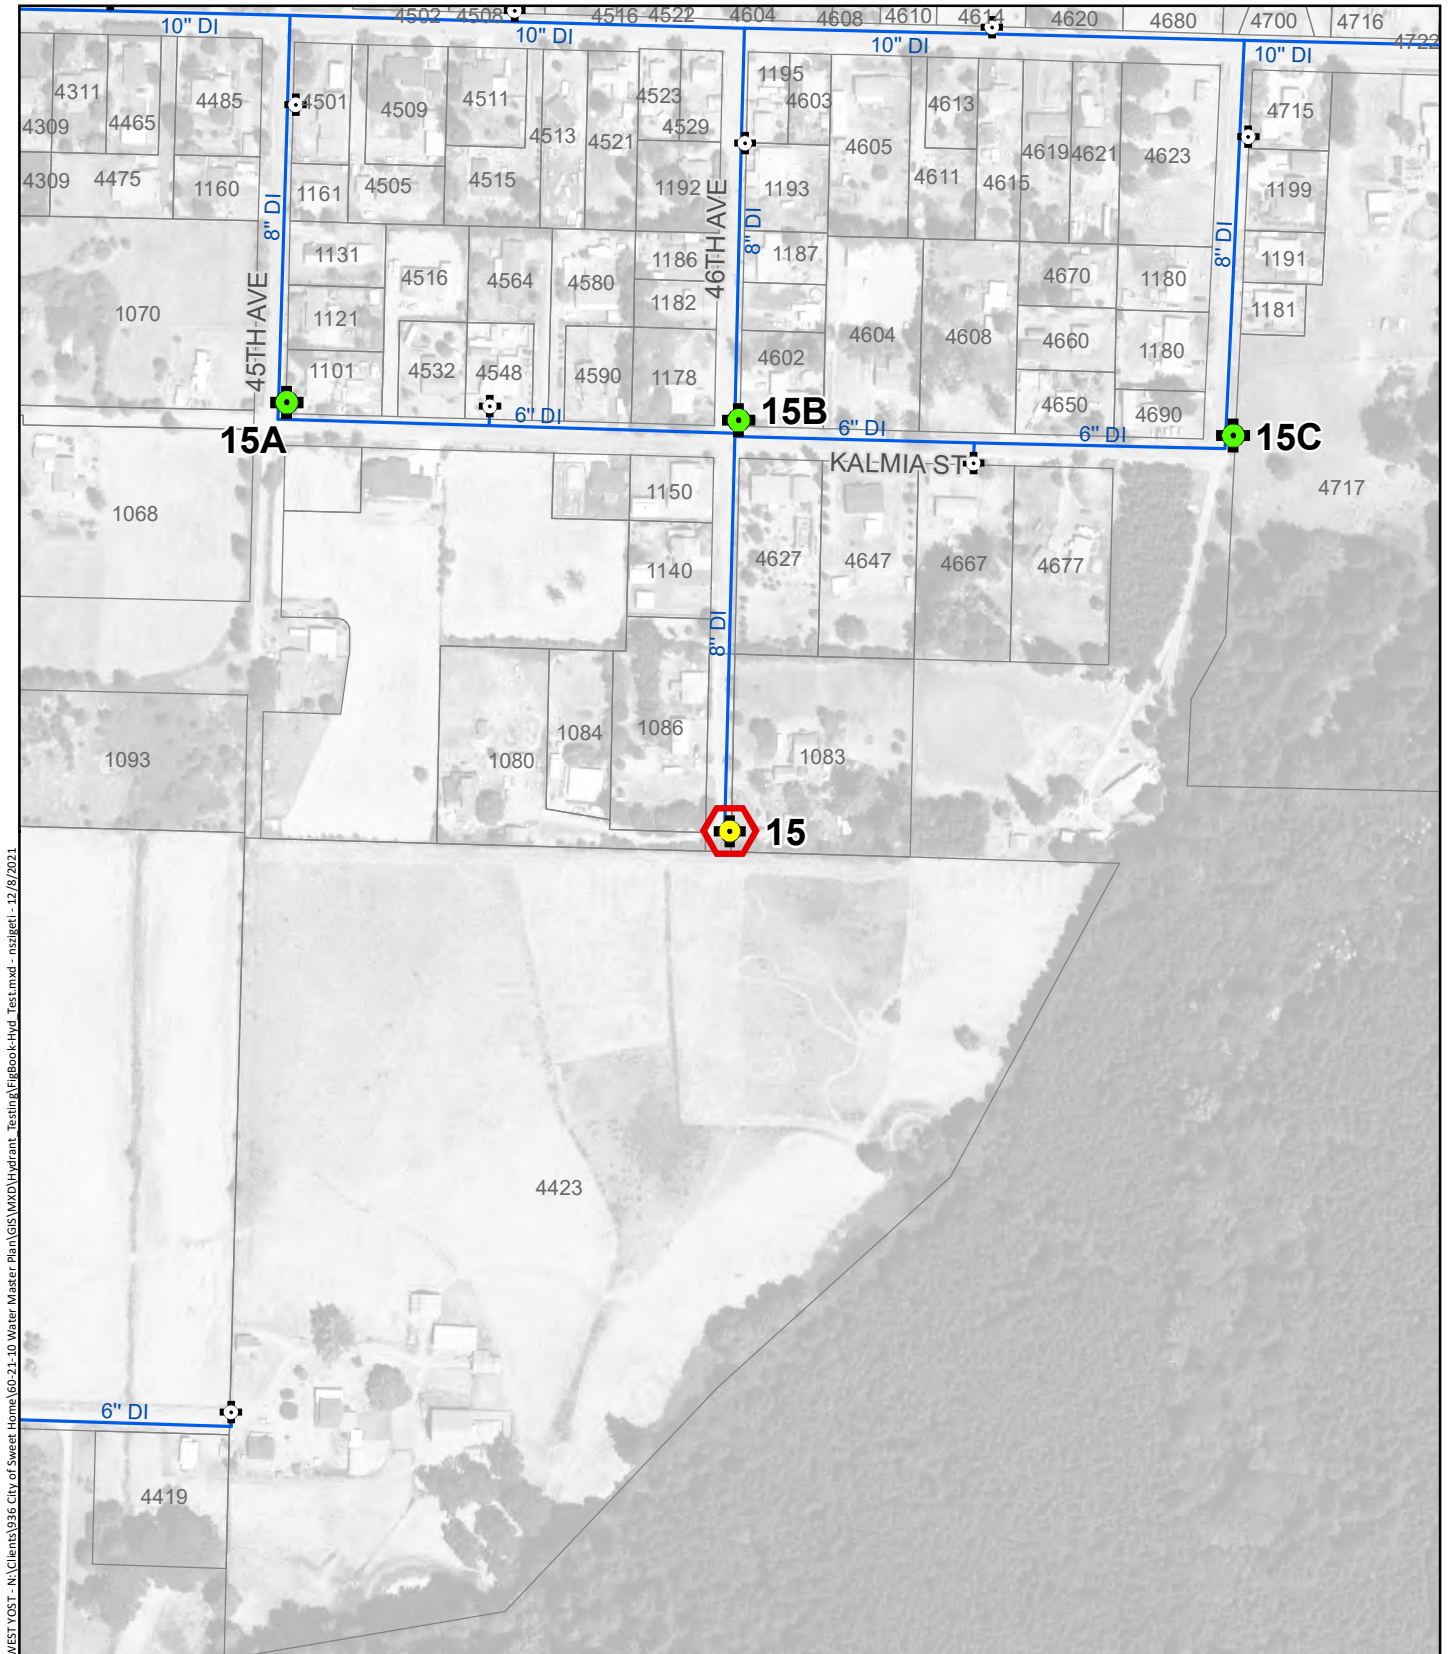 4502 4508 4516 4522 4604 4608 4610 4614 4620 4680 4700 4716
4722
10" DI 10" DI 10" DI 10" DI
4311 4485 4501 4509 4511 4523 1195 4603 4613 4715
4309 4465 4513 4521 4529 4605 4619 4621 4623
4309 4475 1160 1161 4505 4515 1192 1193 4611 4615 1199
8" DI 46TH AVE 8" DI 8" DI
1131 4516 4564 4580 1186 1187 4670 1180 1191
1070 1121 1182 4604 4608 4660 1180 1181
45TH AVE
1101 4532 4548 4590 1178 4602 4650 4690
15A 6" DI 15B 6" DI 6" DI 15C
KALMIA ST
1068 1150 4717
1140 4627 4647 4667 4677
8" DI
1093 1080 1084 1086 1083
15
4423
6" DI
4419
WEST YOST - N:\Clients\936 City of Sweet Home\60-21-10 Water Master Plan\GIS\MXD\Hydrant_Testing\FigBook-Hyd_Test.mxd - nszigeti - 12/8/2021